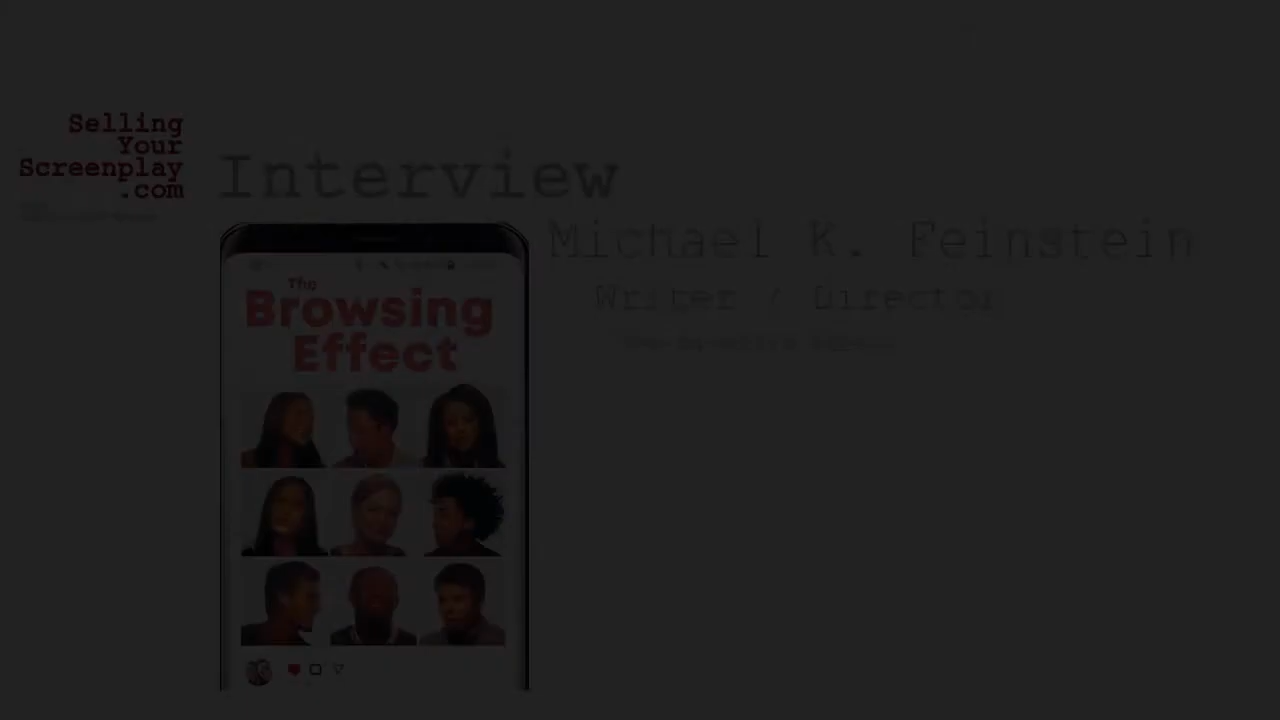 Selling
Your
Screenplay
.com
Interview
Michael K. Feinstein
Writer / Director
The
Browsing
Effect